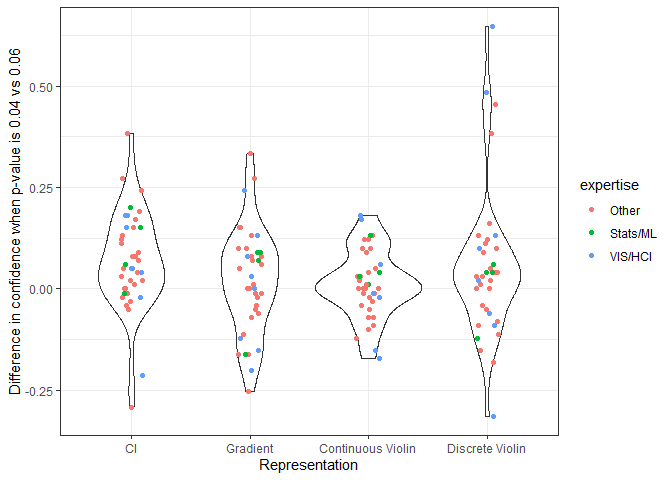 Difference in confidence when p-value is 0.04 vs 0.06
0.50
0.25
0.00
-0.25
CI
Gradient
Continuous Violin
Discrete Violin
Representation
expertise
Other
Stats/ML
VIS/HCI